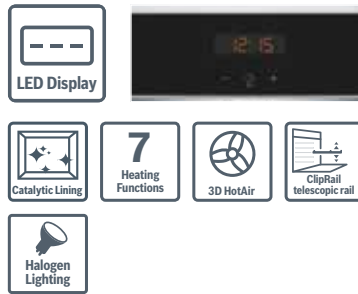 LED Display
12:15
Catalytic Lining
7
Heating
Functions
3D HotAir
ClipRail
telescopic rail
Halogen
Lighting